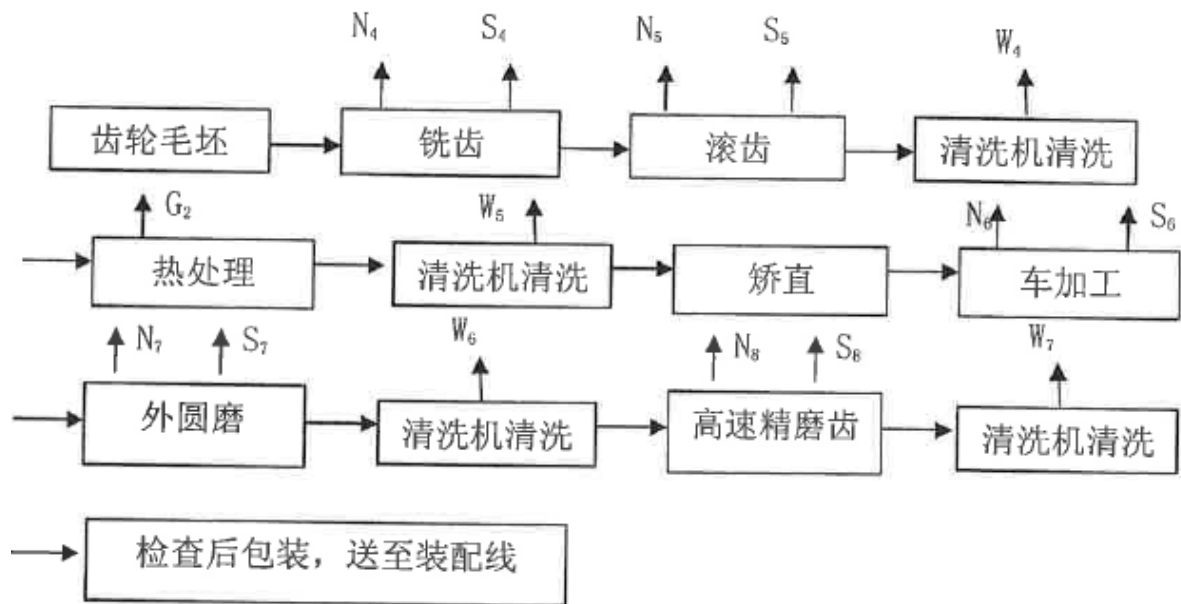 N₄ S₄ N₅ S₅ W₄
齿轮毛坯 铣齿 滚齿 清洗机清洗
G₂ W₅ N₆ S₆
热处理 清洗机清洗 矫直 车加工
N₇ S₇ W₆ N₈ S₈ W₇
外圆磨 清洗机清洗 高速精磨齿 清洗机清洗
检查后包装，送至装配线